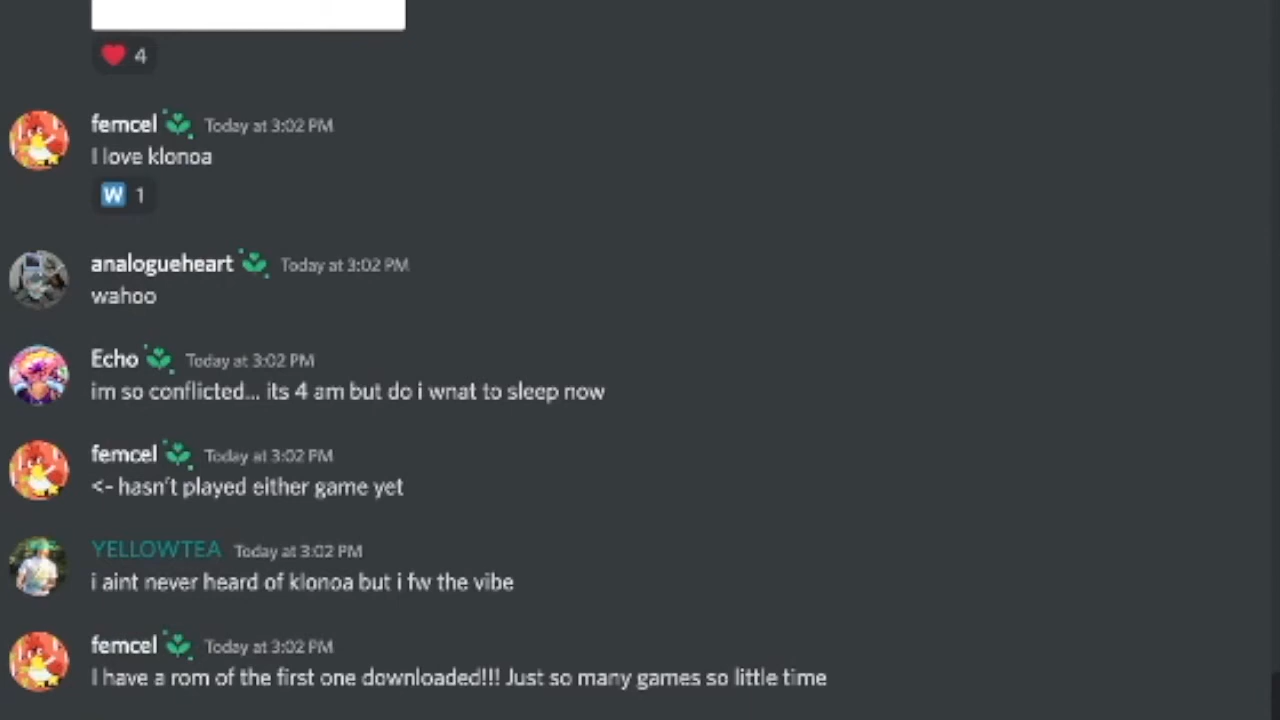 4
femcel Today at 3:02 PM
I love klonoa
W 1
analogueheart Today at 3:02 PM
wahoo
Echo Today at 3:02 PM
im so conflicted... its 4 am but do i wnat to sleep now
femcel Today at 3:02 PM
<- hasn't played either game yet
YELLOWTEA Today at 3:02 PM
i aint never heard of klonoa but i fw the vibe
femcel Today at 3:02 PM
I have a rom of the first one downloaded!!! Just so many games so little time